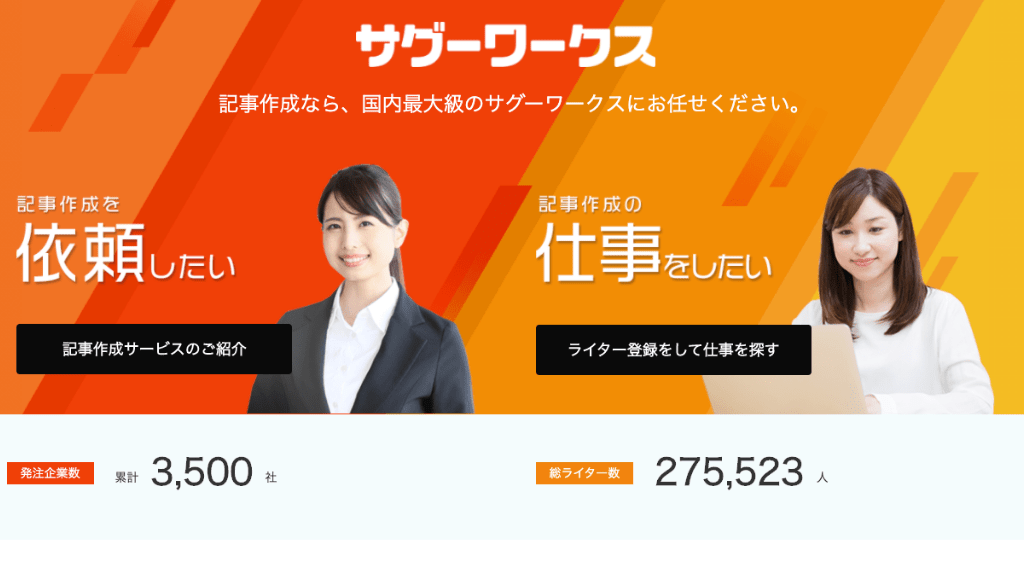 サグーワークス
記事作成なら、国内最大級のサグーワークスにお任せください。
記事作成を
依頼したい
記事作成サービスのご紹介
記事作成の
仕事をしたい
ライター登録をして仕事を探す
発注企業数 累計 3,500 社
総ライター数 275,523 人